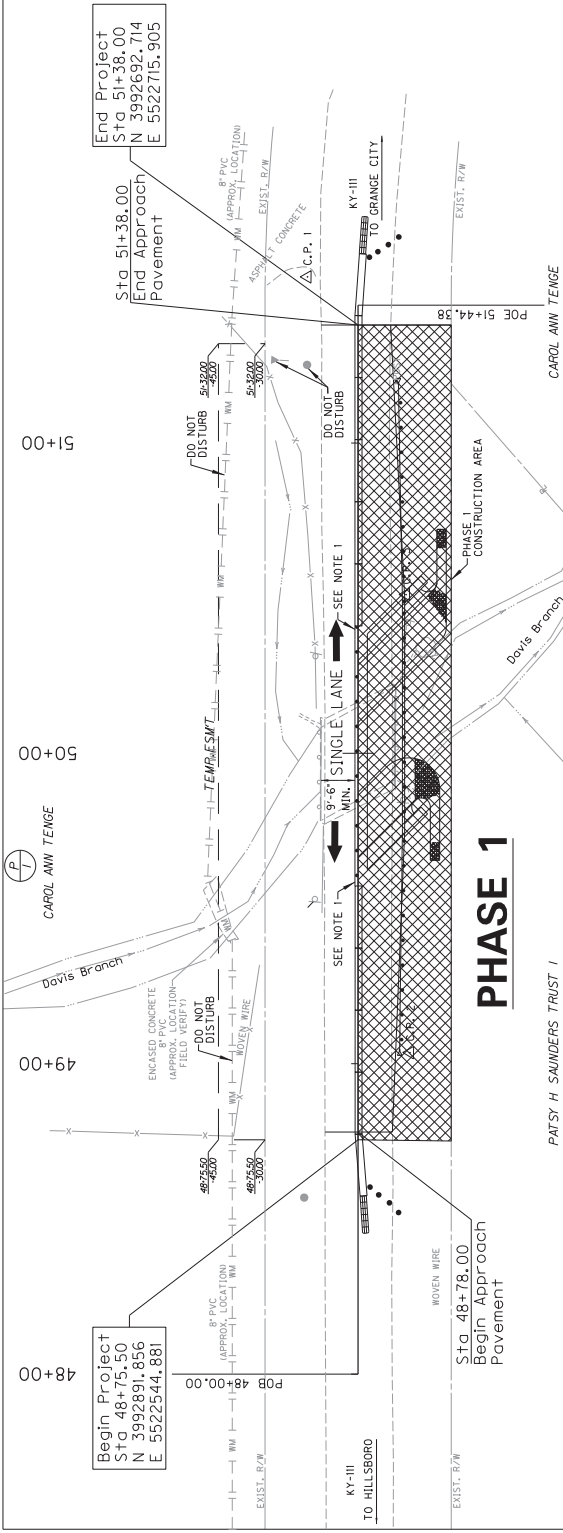 48+00
49+00
50+00
51+00
P
1
CAROL ANN TENGE
Begin Project
Sta 48+75.50
N 3992891.856
E 5522544.881
End Project
Sta 51+38.00
N 3992692.714
E 5522715.905
Sta 51+38.00
End Approach
Pavement
Davis Branch
ENCASED CONCRETE
8" PVC
(APPROX. LOCATION
FIELD VERIFY)
DO NOT
DISTURB
WOVEN WIRE
TEMP ESM'T
DO NOT
DISTURB
8" PVC
(APPROX. LOCATION)
WM
WM
WM
WM
WM
WM
WM
WM
8" PVC
(APPROX. LOCATION)
EXIST. R/W
EXIST. R/W
48+75.50
-45.00
48+75.50
-30.00
51+32.00
-45.00
51+32.00
-30.00
ASPHALT CONCRETE
C.P. 1
DO NOT
DISTURB
POB 48+00.00
SEE NOTE 1
9'-6"
MIN.
SINGLE LANE
SEE NOTE 1
KY-111
TO HILLSBORO
KY-111
TO GRANGE CITY
POE 51+44.38
C.P. 2
PHASE 1
CONSTRUCTION AREA
EXIST. R/W
EXIST. R/W
WOVEN WIRE
Sta 48+78.00
Begin Approach
Pavement
PHASE 1
Davis Branch
PATSY H SAUNDERS TRUST I
CAROL ANN TENGE